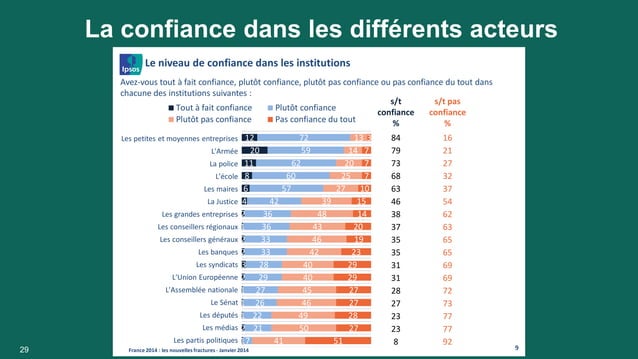 La confiance dans les différents acteurs
Ipsos
Le niveau de confiance dans les institutions
Avez-vous tout à fait confiance, plutôt confiance, plutôt pas confiance ou pas confiance du tout dans
chacune des institutions suivantes :
Tout à fait confiance Plutôt confiance
Plutôt pas confiance Pas confiance du tout
s/t confiance % s/t pas confiance %
Les petites et moyennes entreprises 12 72 13 3 84 16
L'Armée 20 59 14 7 79 21
La police 11 62 20 7 73 27
L'école 8 60 25 7 68 32
Les maires 6 57 27 10 63 37
La Justice 4 42 39 15 46 54
Les grandes entreprises 2 36 48 14 38 62
Les conseillers régionaux 1 36 43 20 37 63
Les conseillers généraux 2 33 46 19 35 65
Les banques 2 33 42 23 35 65
Les syndicats 3 28 40 29 31 69
L'Union Européenne 2 29 40 29 31 69
L'Assemblée nationale 1 27 45 27 28 72
Le Sénat 1 26 46 27 27 73
Les députés 1 22 49 28 23 77
Les médias 2 21 50 27 23 77
Les partis politiques 1 7 41 51 8 92
29
France 2014 : les nouvelles fractures - Janvier 2014
9